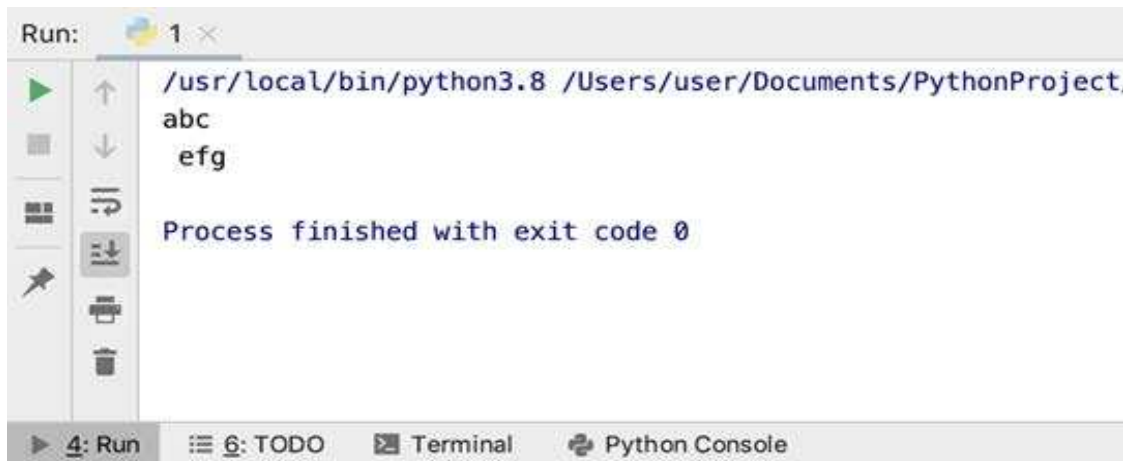 Run: 1
/usr/local/bin/python3.8 /Users/user/Documents/PythonProject/
abc
 efg
Process finished with exit code 0
4: Run 6: TODO Terminal Python Console